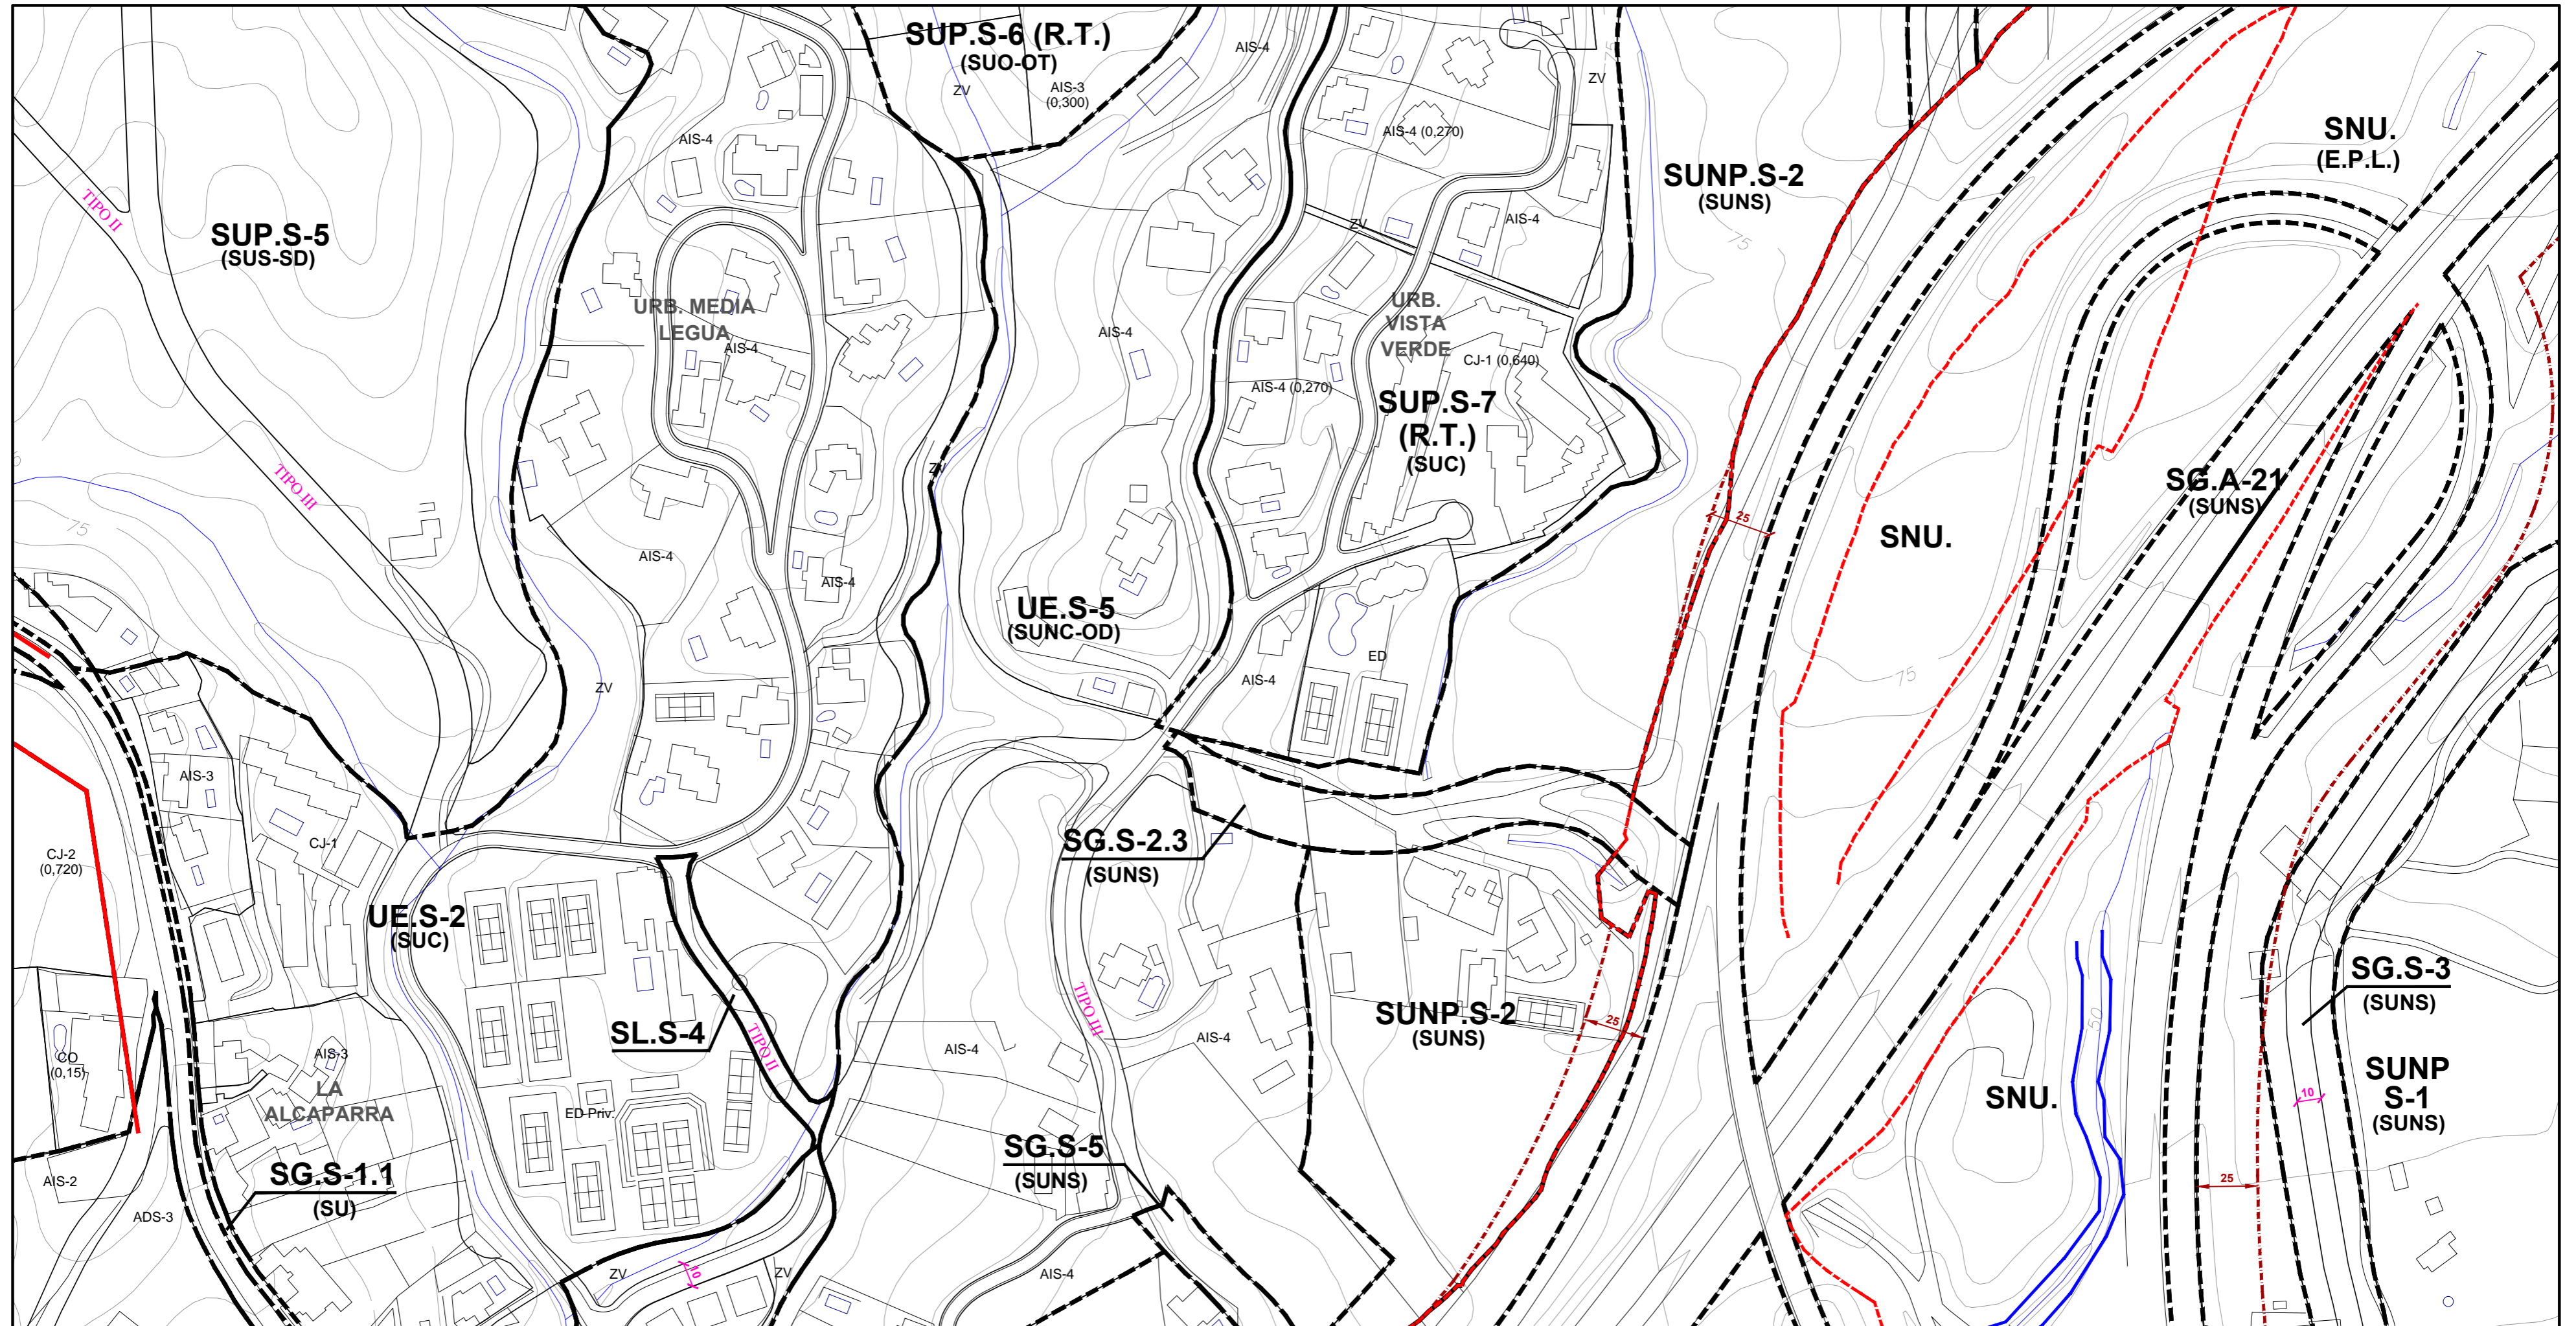 SUP.S-6 (R.T.)
(SUO-OT)
AIS-3
(0,300)
ZV
AIS-4
AIS-4
ZV
75
AIS-4 (0,270)
SNU.
(E.P.L.)
SUNP.S-2
(SUNS)
75
TIPO II
SUP.S-5
(SUS-SD)
ZV
AIS-4
URB. MEDIA
LEGUA
AIS-4
AIS-4
URB.
VISTA
VERDE
CJ-1 (0,640)
AIS-4 (0,270)
SUP.S-7
(R.T.)
(SUC)
ZV
TIPO III
75
SG.A-21
(SUNS)
25
SNU.
AIS-4
AIS-4
UE.S-5
(SUNC-OD)
ED
AIS-4
ZV
75
AIS-3
CJ-1
CJ-2
(0,720)
SG.S-2.3
(SUNS)
UE.S-2
(SUC)
SG.S-3
(SUNS)
SUNP.S-2
(SUNS)
25
TIPO III
SL.S-4
TIPO II
AIS-4
AIS-4
50
CO
(0,15)
AIS-3
LA
ALCAPARRA
ED-Priv.
SNU.
10
SUNP
S-1
(SUNS)
SG.S-5
(SUNS)
SG.S-1.1
(SU)
AIS-2
ADS-3
25
ZV
10
ZV
AIS-4